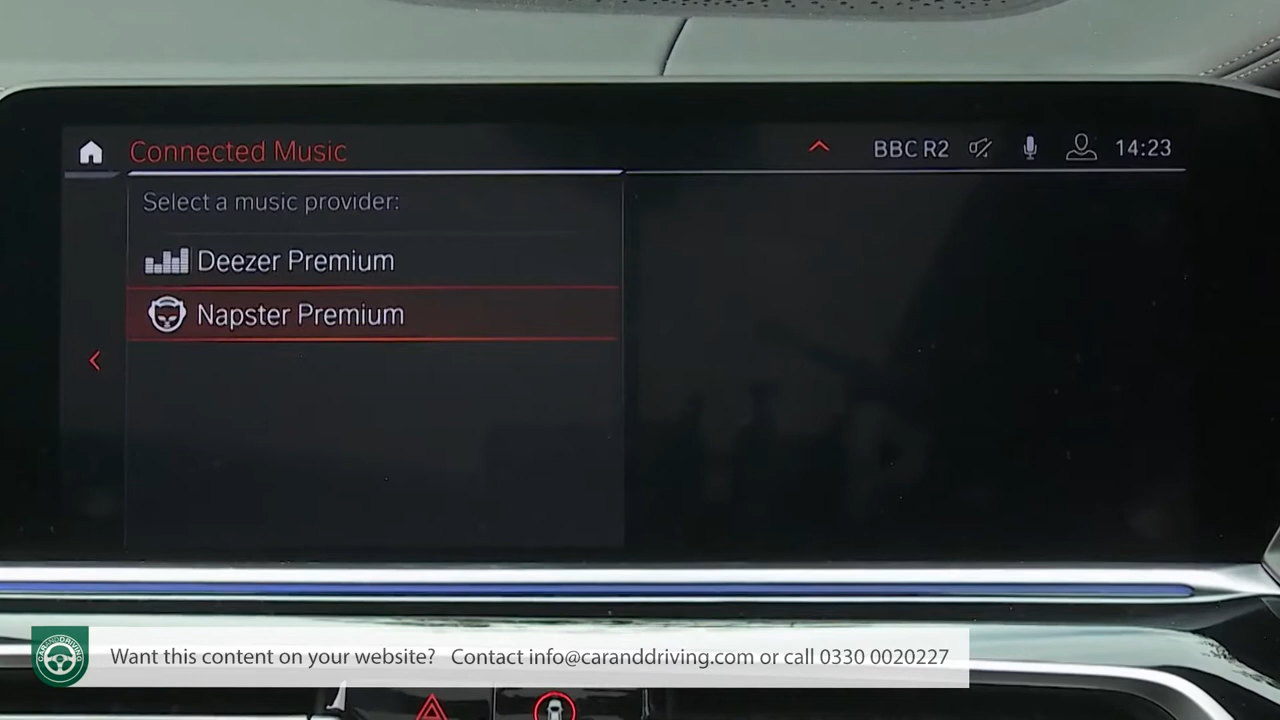 Connected Music
BBC R2
14:23
Select a music provider:
Deezer Premium
Napster Premium
CARANDDRIVING
Want this content on your website? Contact info@caranddriving.com or call 0330 0020227